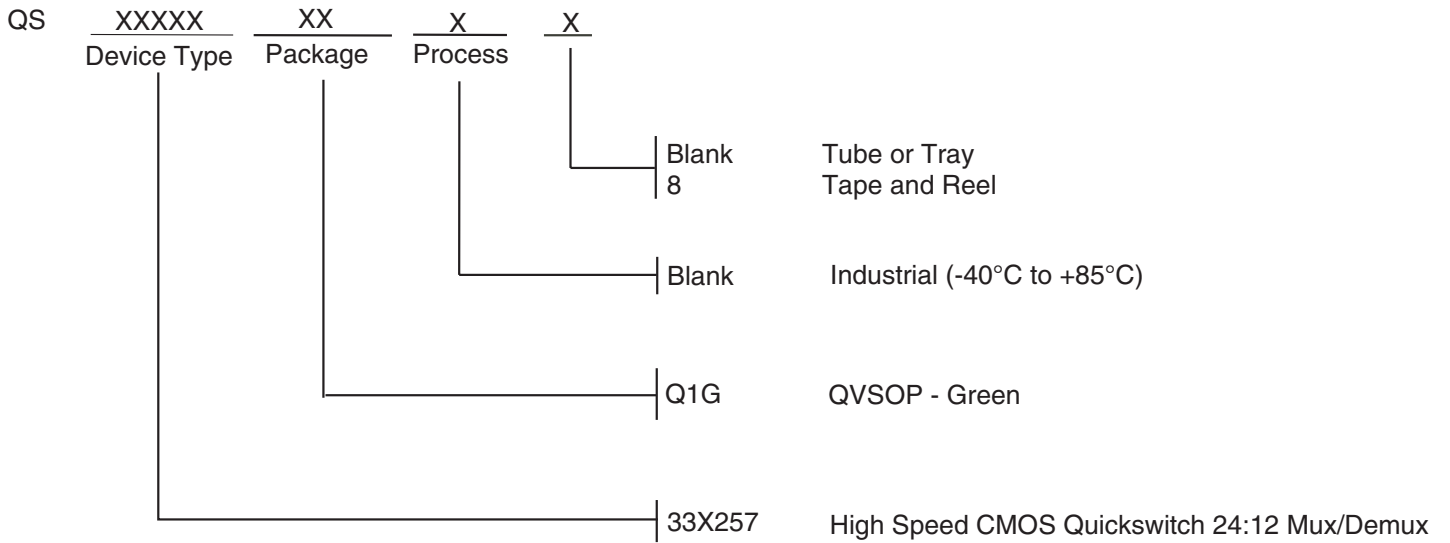 QS XXXXX XX X X
Device Type Package Process
Blank Tube or Tray
8 Tape and Reel
Blank Industrial (-40°C to +85°C)
Q1G QVSOP - Green
33X257 High Speed CMOS Quickswitch 24:12 Mux/Demux